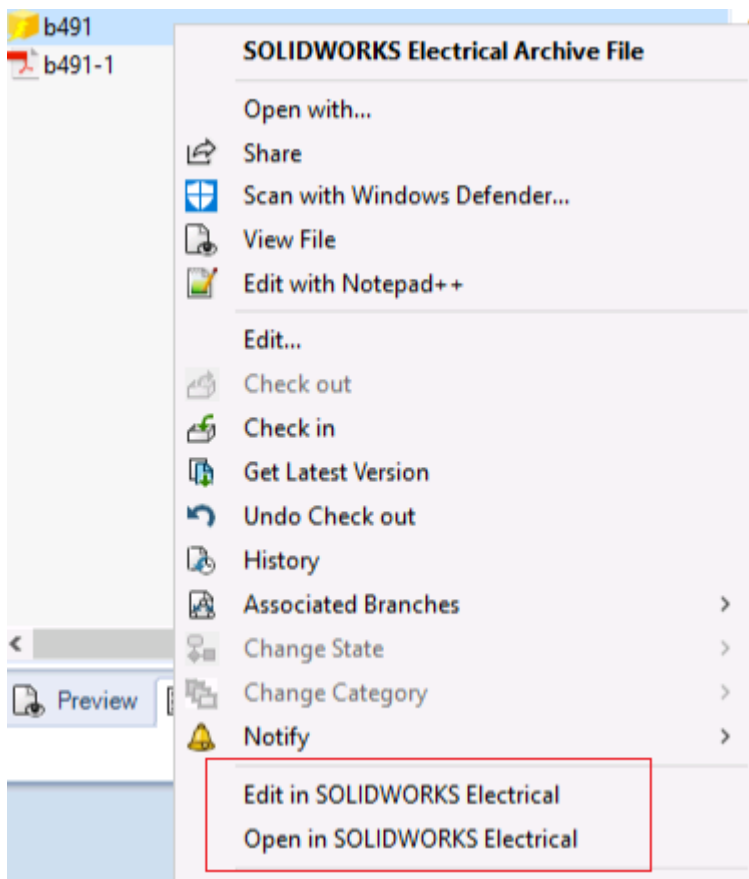 b491
b491-1
SOLIDWORKS Electrical Archive File
Open with...
Share
Scan with Windows Defender...
View File
Edit with Notepad++
Edit...
Check out
Check in
Get Latest Version
Undo Check out
History
Associated Branches
Change State
Preview
Change Category
Notify
Edit in SOLIDWORKS Electrical
Open in SOLIDWORKS Electrical